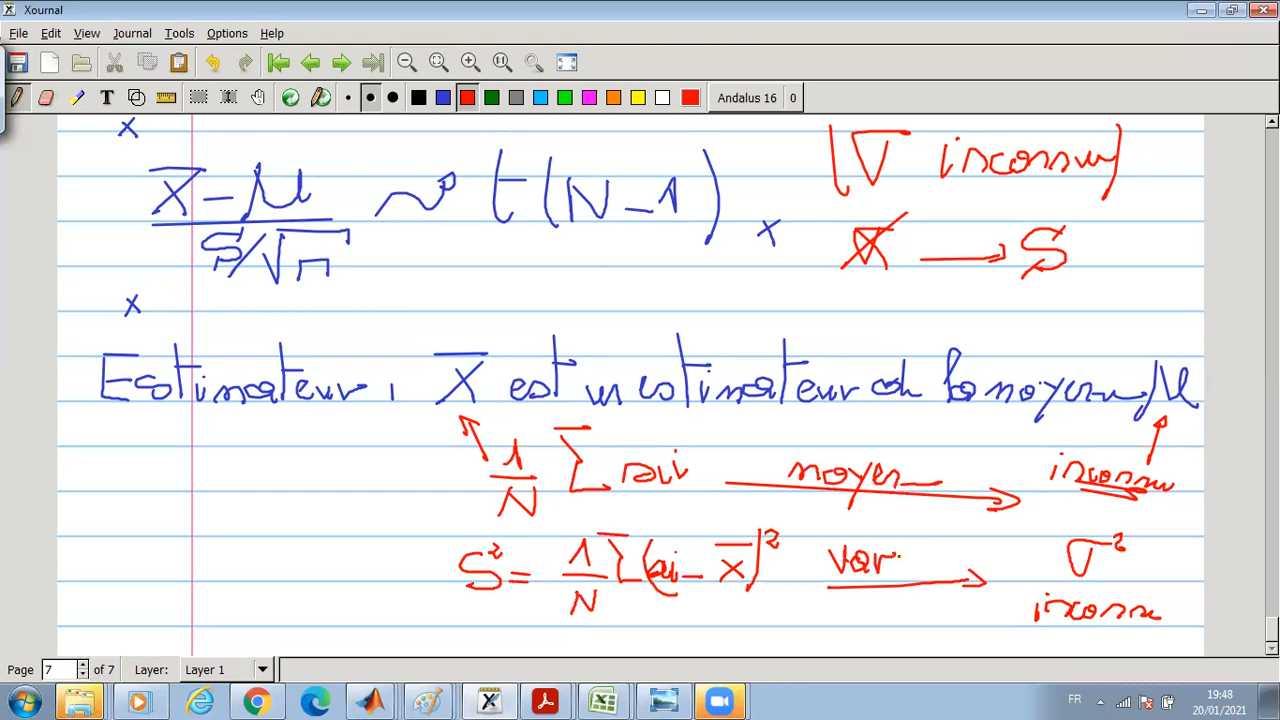 Xournal
File Edit View Journal Tools Options Help
Andalus 16 0
X̄ - μ / S/√n ~ t(N-1)
(σ inconnu)
σ → S
Estimateur : X̄ est un estimateur de la moyenne μ
1/N Σ xi moyen → inconnu
S² = 1/N Σ(xi - X̄)² var → σ²
inconnu
Page 7 of 7 Layer: Layer 1
FR 19:48
20/01/2021